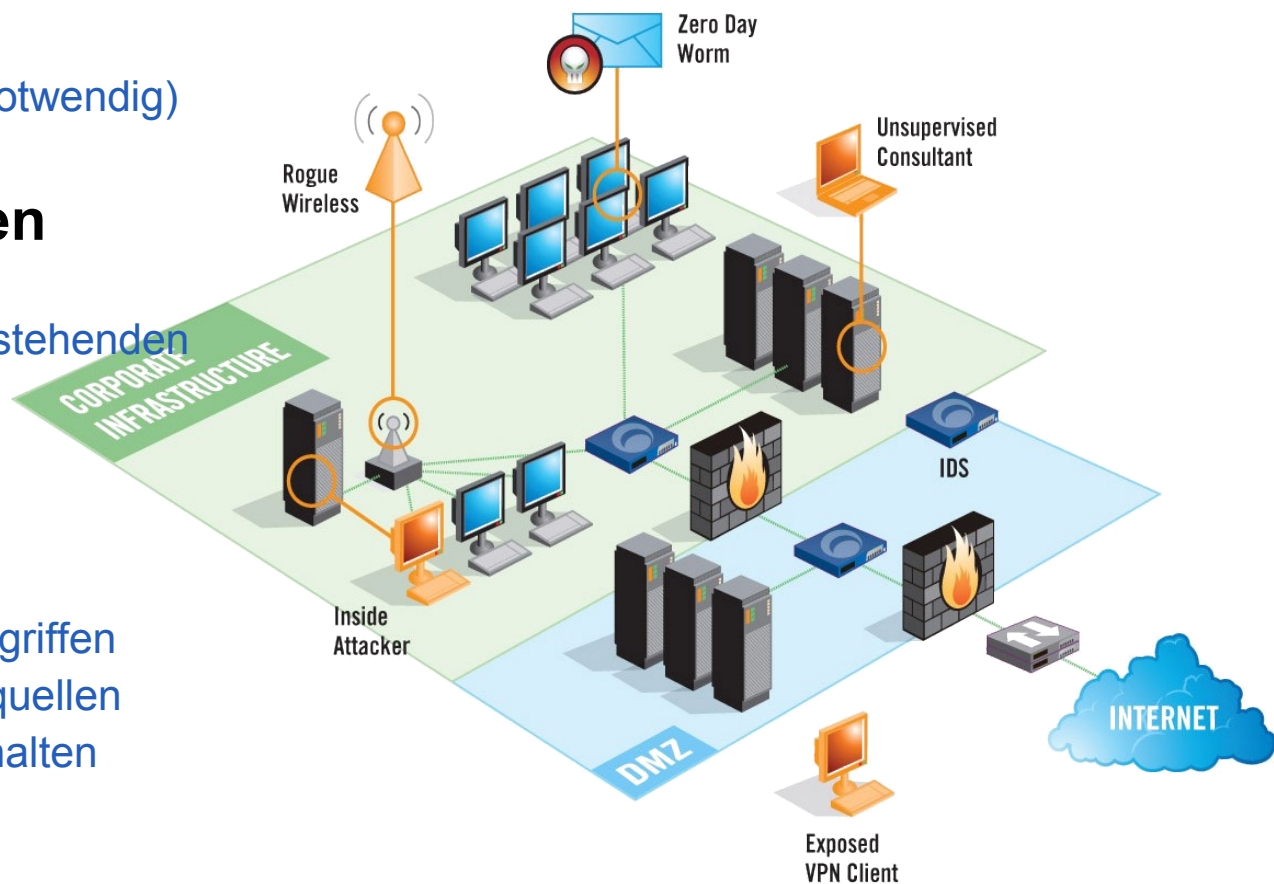 otwendig)
en
stehenden
griffen
quellen
halten
Zero Day
Worm
Rogue
Wireless
Unsupervised
Consultant
CORPORATE
INFRASTRUCTURE
IDS
Inside
Attacker
INTERNET
DMZ
Exposed
VPN Client